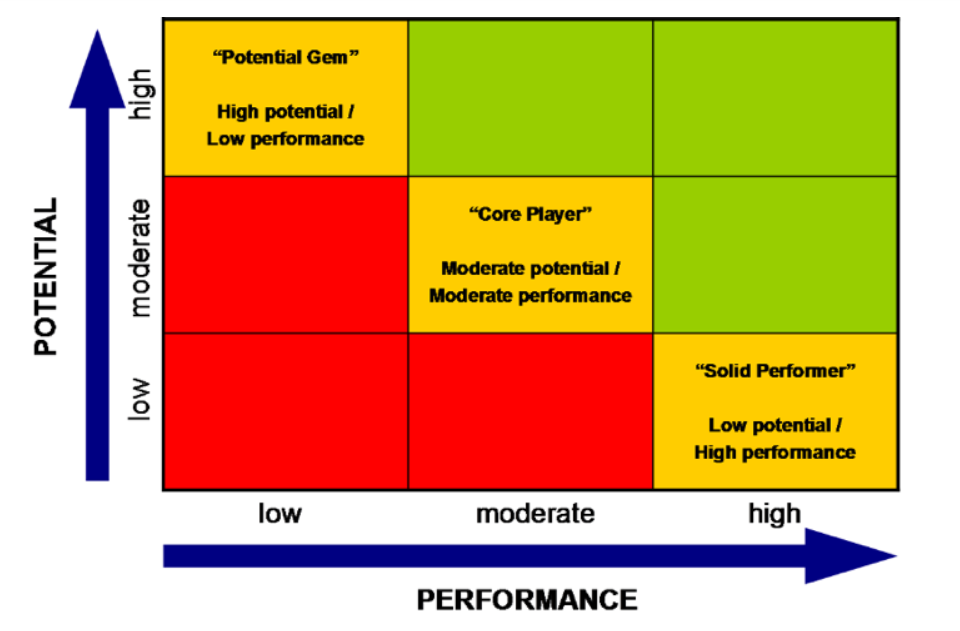 “Potential Gem”
High potential /
Low performance
“Core Player”
Moderate potential /
Moderate performance
“Solid Performer”
Low potential /
High performance
POTENTIAL
high
moderate
low
low
moderate
high
PERFORMANCE